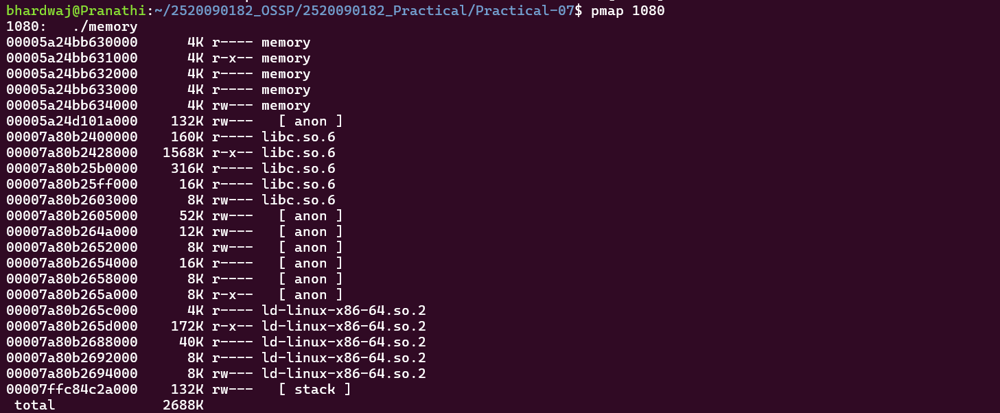 bhardwaj@Pranathi:~/2520090182_OSSP/2520090182_Practical/Practical-07$ pmap 1080
1080:   ./memory
00005a24bb630000      4K r---- memory
00005a24bb631000      4K r-x-- memory
00005a24bb632000      4K r---- memory
00005a24bb633000      4K r---- memory
00005a24bb634000      4K rw--- memory
00005a24d101a000    132K rw---   [ anon ]
00007a80b2400000    160K r---- libc.so.6
00007a80b2428000   1568K r-x-- libc.so.6
00007a80b25b0000    316K r---- libc.so.6
00007a80b25ff000     16K r---- libc.so.6
00007a80b2603000      8K rw--- libc.so.6
00007a80b2605000     52K rw---   [ anon ]
00007a80b264a000     12K rw---   [ anon ]
00007a80b2652000      8K rw---   [ anon ]
00007a80b2654000     16K r----   [ anon ]
00007a80b2658000      8K r----   [ anon ]
00007a80b265a000      8K r-x--   [ anon ]
00007a80b265c000      4K r---- ld-linux-x86-64.so.2
00007a80b265d000    172K r-x-- ld-linux-x86-64.so.2
00007a80b2688000     40K r---- ld-linux-x86-64.so.2
00007a80b2692000      8K r---- ld-linux-x86-64.so.2
00007a80b2694000      8K rw--- ld-linux-x86-64.so.2
00007ffc84c2a000    132K rw---   [ stack ]
 total             2688K